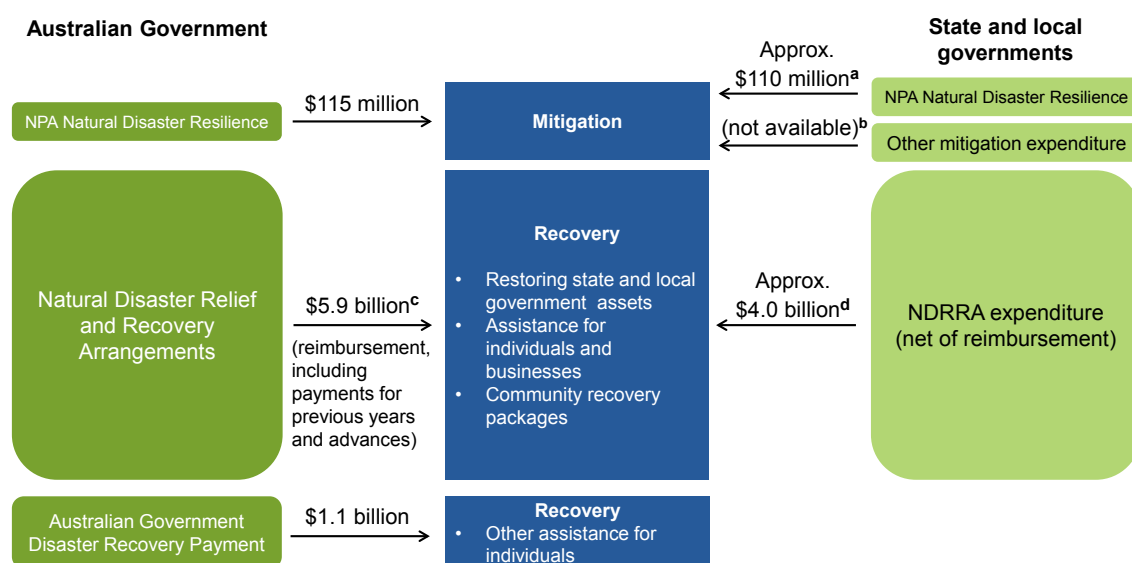 Australian Government
State and local
governments
NPA Natural Disaster Resilience
$115 million
Mitigation
Approx.
$110 million^a
(not available)^b
NPA Natural Disaster Resilience
Other mitigation expenditure
Natural Disaster Relief
and Recovery
Arrangements
$5.9 billion^c
(reimbursement,
including
payments for
previous years
and advances)
Recovery
• Restoring state and local
government assets
• Assistance for
individuals and
businesses
• Community recovery
packages
Approx.
$4.0 billion^d
NDRRA expenditure
(net of reimbursement)
Australian Government
Disaster Recovery Payment
$1.1 billion
Recovery
• Other assistance for
individuals